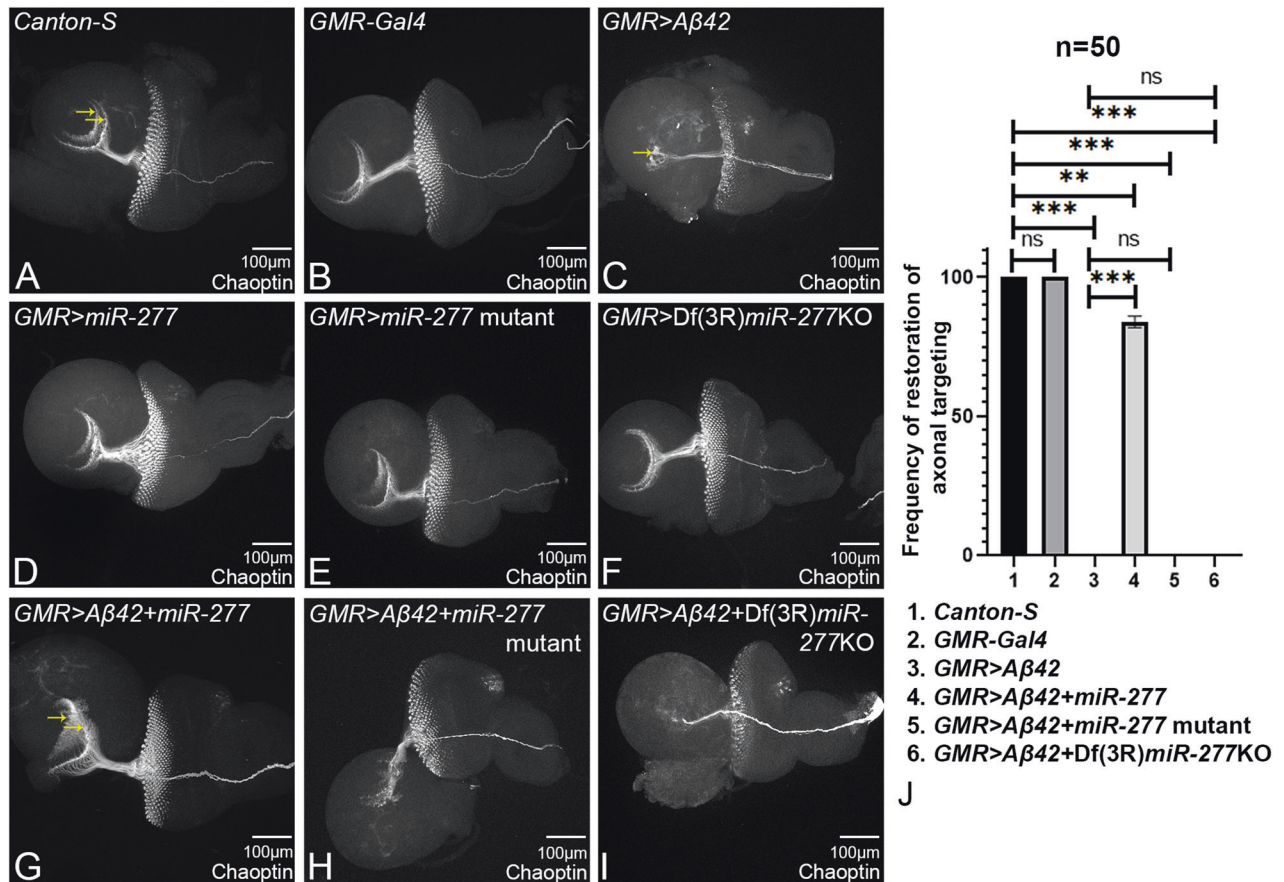 Canton-S
100µm
A
Chaoptin
GMR-Gal4
100µm
B
Chaoptin
GMR>Aβ42
100µm
C
Chaoptin
GMR>miR-277
100µm
D
Chaoptin
GMR>miR-277 mutant
100µm
E
Chaoptin
GMR>Df(3R)miR-277KO
100µm
F
Chaoptin
GMR>Aβ42+miR-277
100µm
G
Chaoptin
GMR>Aβ42+miR-277
mutant
100µm
H
Chaoptin
GMR>Aβ42+Df(3R)miR-
277KO
100µm
I
Chaoptin
n=50
ns
***
***
**
***
ns
ns
***
Frequency of restoration of
axonal targeting
100
50
0
1 2 3 4 5 6
1. Canton-S
2. GMR-Gal4
3. GMR>Aβ42
4. GMR>Aβ42+miR-277
5. GMR>Aβ42+miR-277 mutant
6. GMR>Aβ42+Df(3R)miR-277KO
J